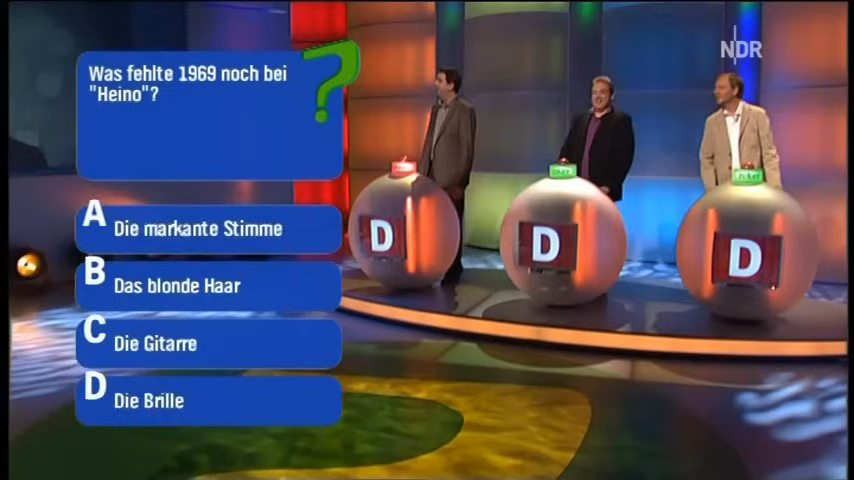 NDR
Was fehlte 1969 noch bei
"Heino"?
A Die markante Stimme
B Das blonde Haar
C Die Gitarre
D Die Brille
D
D
D